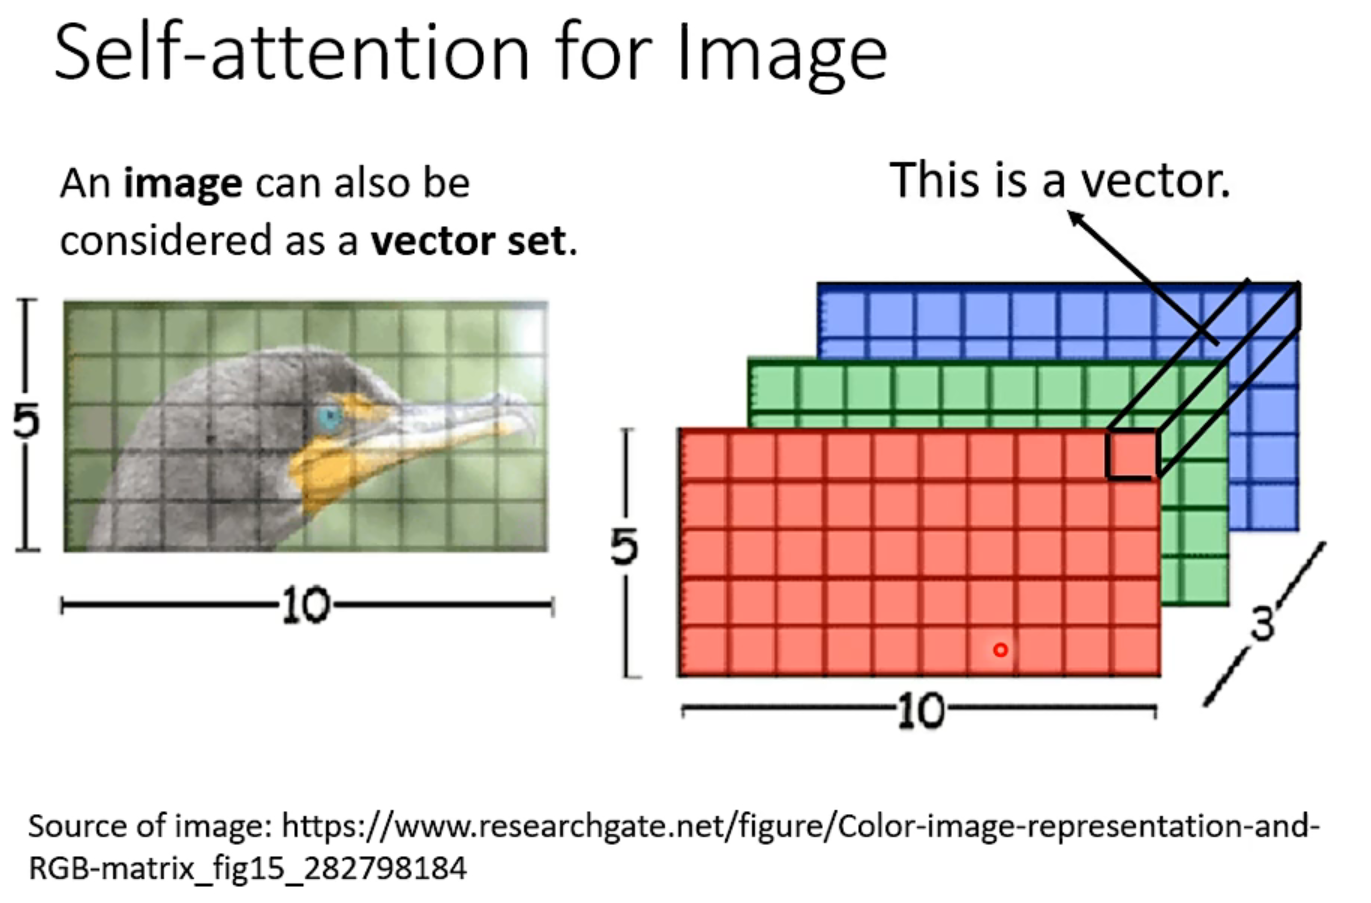 Self-attention for Image
An image can also be
considered as a vector set.
This is a vector.
5
10
5
10
3
Source of image: https://www.researchgate.net/figure/Color-image-representation-and-
RGB-matrix_fig15_282798184